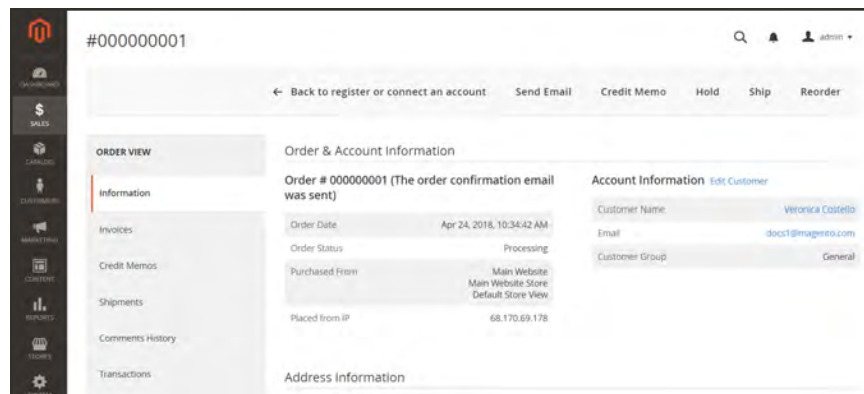 #000000001
admin
DASHBOARD
SALES
CATALOG
CUSTOMERS
MARKETING
CONTENT
REPORTS
STORES
← Back to register or connect an account
Send Email
Credit Memo
Hold
Ship
Reorder
ORDER VIEW
Information
Invoices
Credit Memos
Shipments
Comments History
Transactions
Order & Account Information
Order # 000000001 (The order confirmation email
was sent)
Order Date Apr 24, 2018, 10:34:42 AM
Order Status Processing
Purchased From Main Website
Main Website Store
Default Store View
Placed from IP 68.170.69.178
Account Information Edit Customer
Customer Name Veronica Costello
Email docs1@magento.com
Customer Group General
Address Information